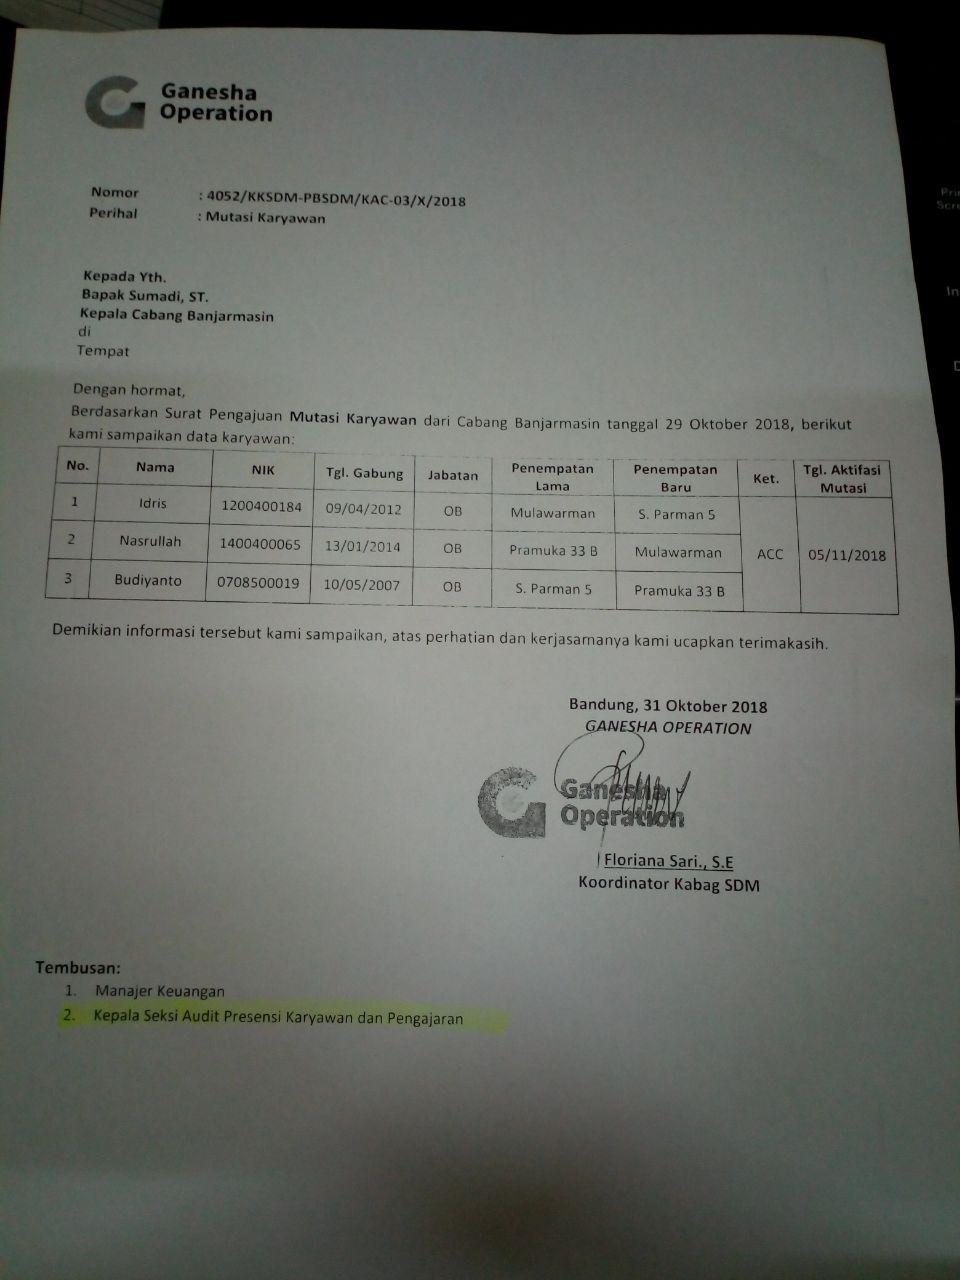 Ganesha
Operation
Nomor : 4052/KKSDM-PBSDM/KAC-03/X/2018
Perihal : Mutasi Karyawan
Kepada Yth.
Bapak Sumadi, ST.
Kepala Cabang Banjarmasin
di
Tempat
Dengan hormat,
Berdasarkan Surat Pengajuan Mutasi Karyawan dari Cabang Banjarmasin tanggal 29 Oktober 2018, berikut
kami sampaikan data karyawan:
No. Nama NIK Tgl. Gabung Jabatan Penempatan Lama Penempatan Baru Ket. Tgl. Aktifasi Mutasi
1 Idris 1200400184 09/04/2012 OB Mulawarman S. Parman 5
2 Nasrullah 1400400065 13/01/2014 OB Pramuka 33 B Mulawarman ACC 05/11/2018
3 Budiyanto 0708500019 10/05/2007 OB S. Parman 5 Pramuka 33 B
Demikian informasi tersebut kami sampaikan, atas perhatian dan kerjasamanya kami ucapkan terimakasih.
Bandung, 31 Oktober 2018
GANESHA OPERATION
Ganesha
Operation
Floriana Sari., S.E
Koordinator Kabag SDM
Tembusan:
1. Manajer Keuangan
2. Kepala Seksi Audit Presensi Karyawan dan Pengajaran